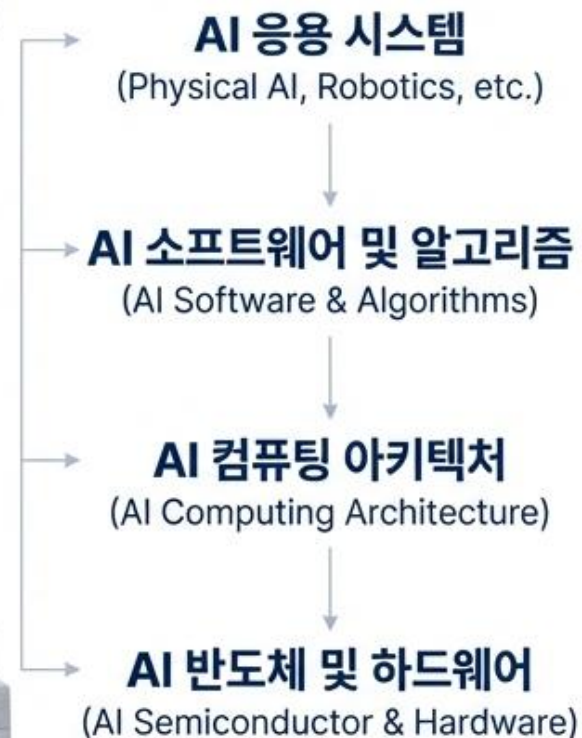 AI 응용 시스템
(Physical AI, Robotics, etc.)
AI 소프트웨어 및 알고리즘
(AI Software & Algorithms)
AI 컴퓨팅 아키텍처
(AI Computing Architecture)
AI 반도체 및 하드웨어
(AI Semiconductor & Hardware)